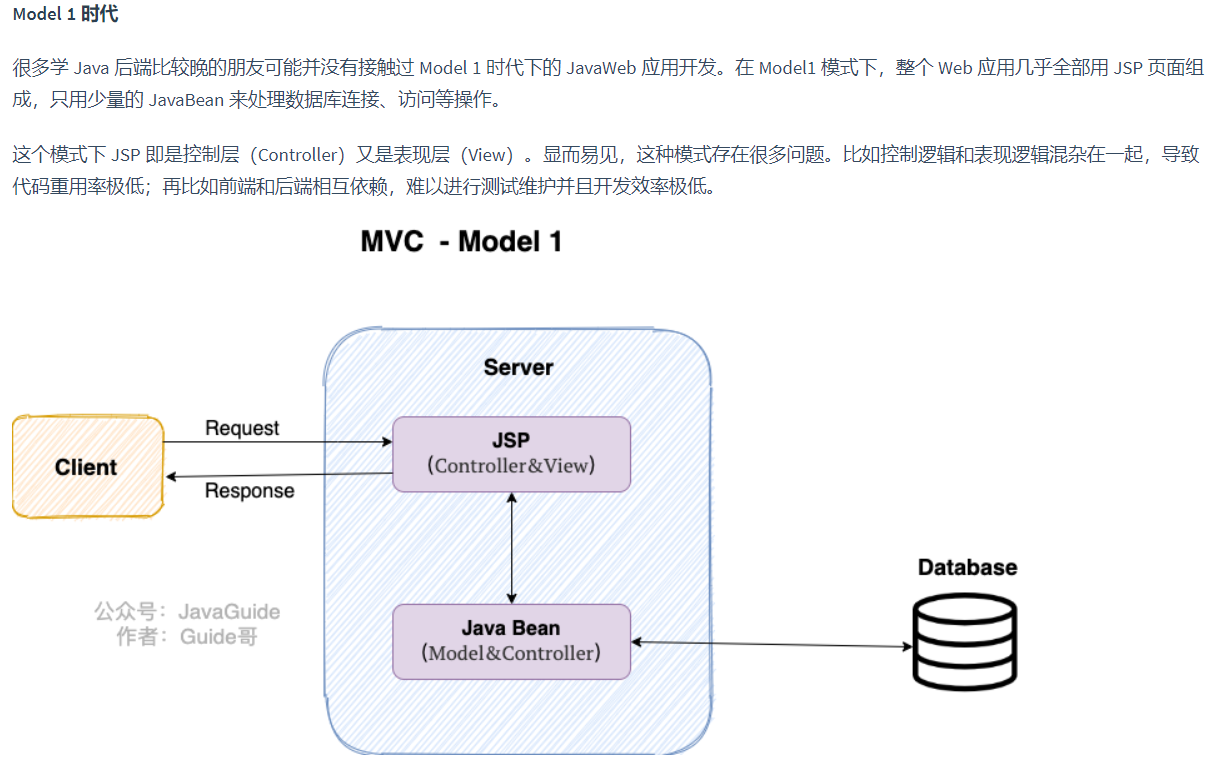 Model 1 时代
很多学 Java 后端比较晚的朋友可能并没有接触过 Model 1 时代下的 JavaWeb 应用开发。在 Model1 模式下，整个 Web 应用几乎全部用 JSP 页面组
成，只用少量的 JavaBean 来处理数据库连接、访问等操作。
这个模式下 JSP 即是控制层（Controller）又是表现层（View）。显而易见，这种模式存在很多问题。比如控制逻辑和表现逻辑混杂在一起，导致
代码重用率极低；再比如前端和后端相互依赖，难以进行测试维护并且开发效率极低。
MVC - Model 1
Server
Request
JSP
(Controller&View)
Client
Response
Database
公众号：JavaGuide
作者：Guide哥
Java Bean
(Model&Controller)